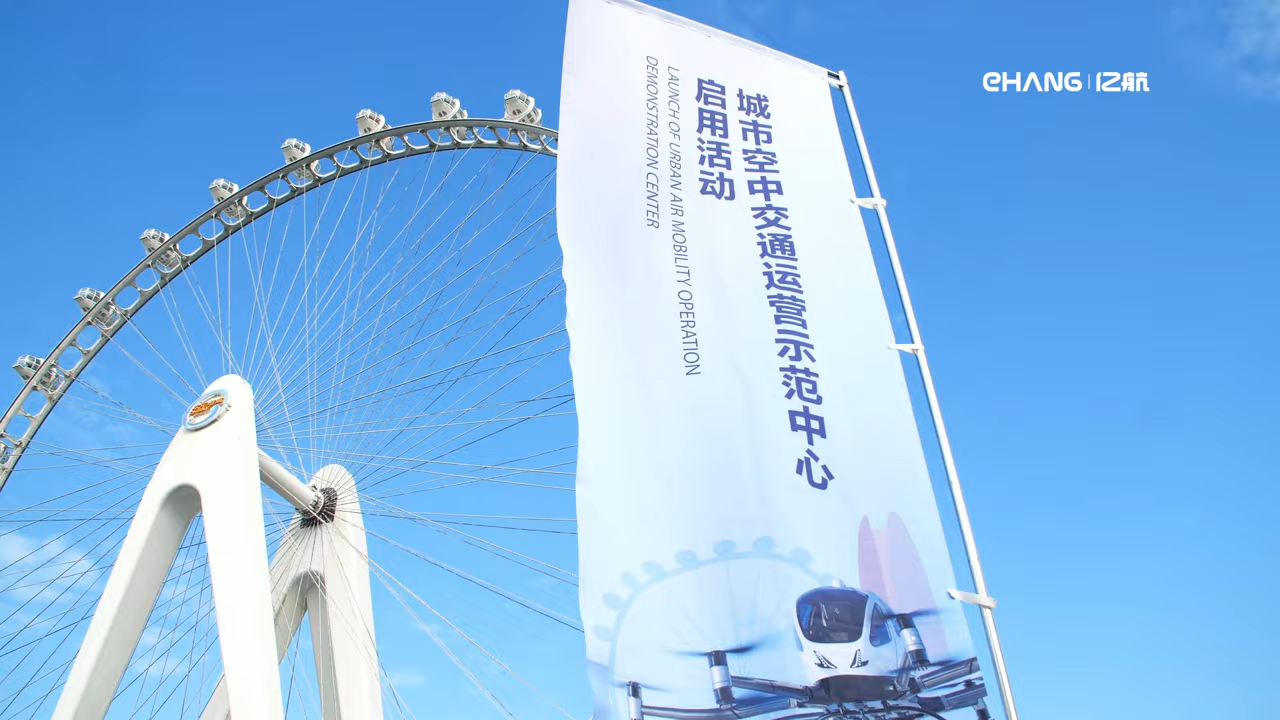 城市空中交通运营示范中心
启用活动
LAUNCH OF URBAN AIR MOBILITY OPERATION
DEMONSTRATION CENTER
EHANG | 亿航